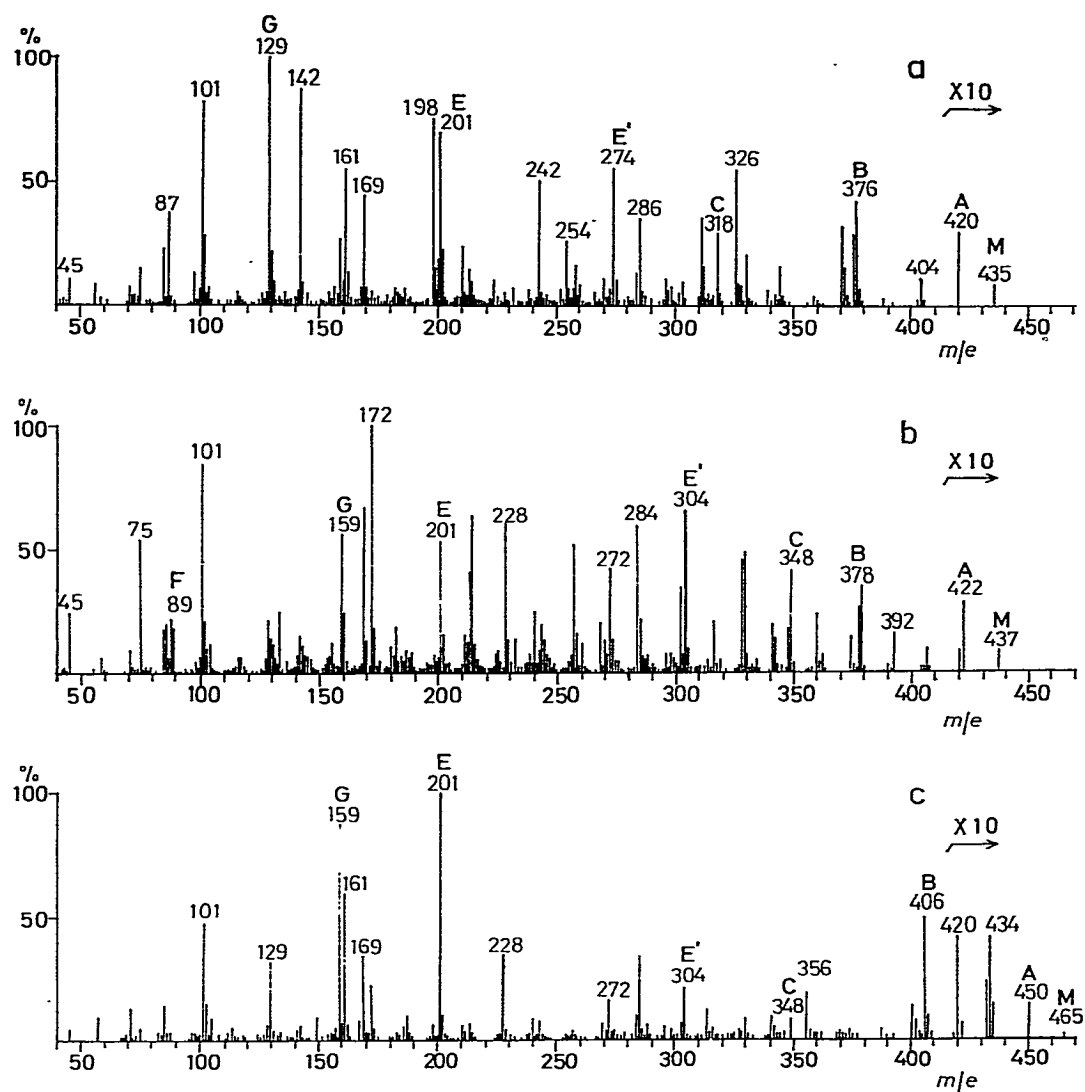 %
100
50
G
129
101
142
87
45
161
169
198
E
201
242
254
E'
274
286
C
318
326
B
376
404
A
420
M
435
a
X10
50 100 150 200 250 300 350 400 450
m/e
%
100
50
172
101
75
45
F
89
G
159
E
201
228
272
284
E'
304
C
348
B
378
392
A
422
M
437
b
X10
50 100 150 200 250 300 350 400 450
m/e
%
100
50
E
201
G
159
161
101
129
169
228
272
E'
304
C
348
356
B
406
420
434
A
450
M
465
C
X10
50 100 150 200 250 300 350 400 450
m/e